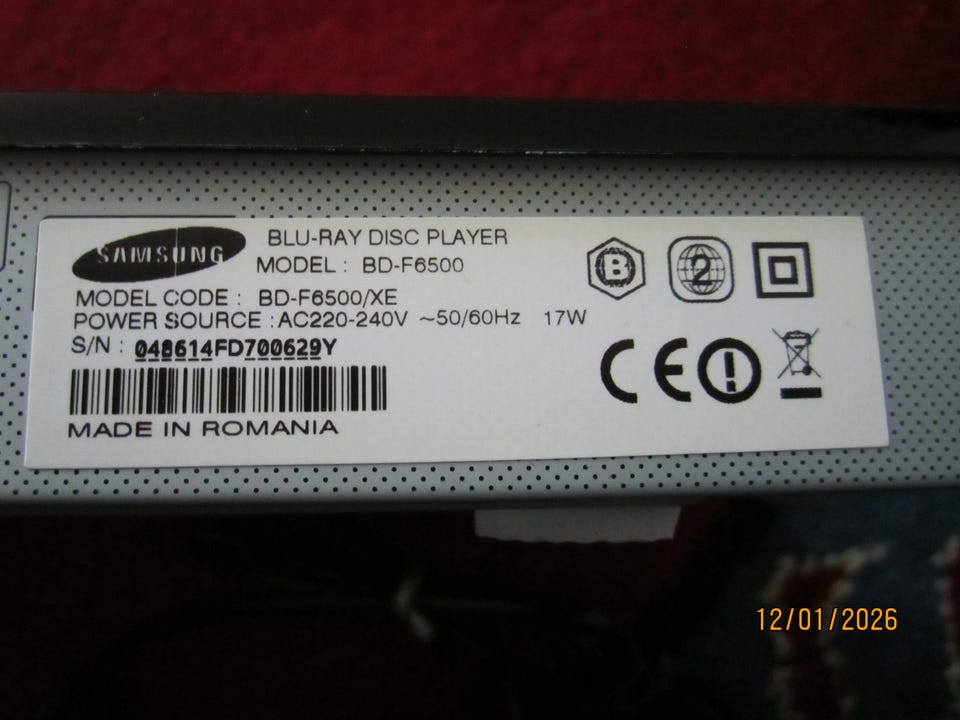 SAMSUNG
BLU-RAY DISC PLAYER
MODEL : BD-F6500
MODEL CODE : BD-F6500/XE
POWER SOURCE : AC220-240V ~50/60Hz 17W
S/N : 048614FD700629Y
MADE IN ROMANIA
B
2
CE
12/01/2026